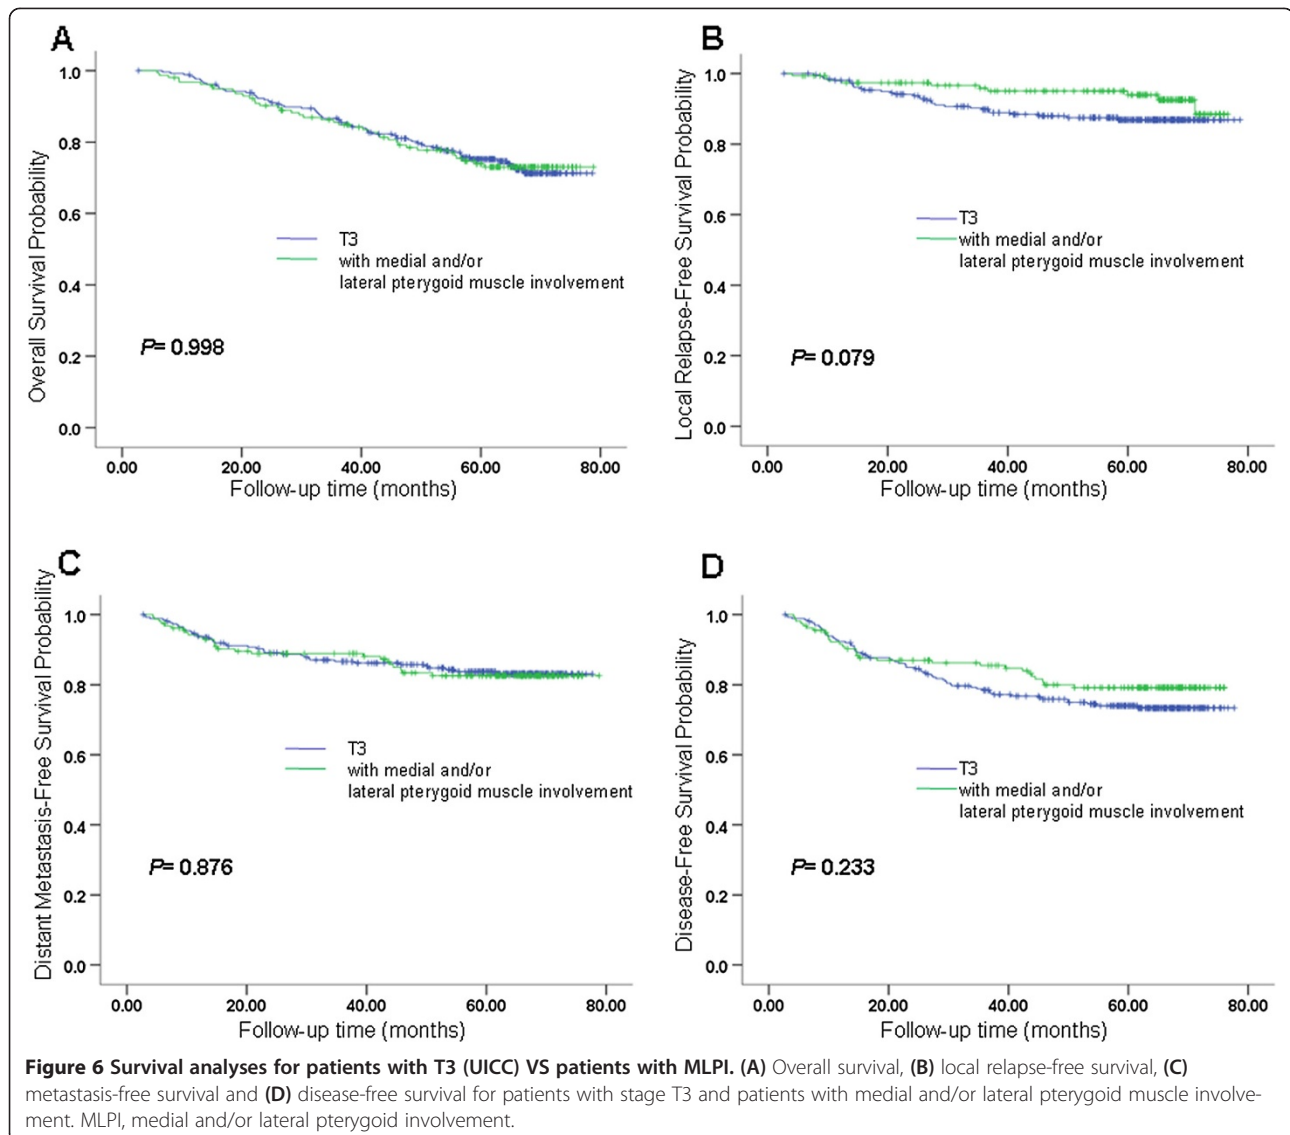 A
Overall Survival Probability
1.0
0.8
0.6
0.4
0.2
0.0
T3
with medial and/or
lateral pterygoid muscle involvement
P= 0.998
0.00 20.00 40.00 60.00 80.00
Follow-up time (months)
B
Local Relapse-Free Survival Probability
1.0
0.8
0.6
0.4
0.2
0.0
T3
with medial and/or
lateral pterygoid muscle involvement
P= 0.079
0.00 20.00 40.00 60.00 80.00
Follow-up time (months)
C
Distant Metastasis-Free Survival Probability
1.0
0.8
0.6
0.4
0.2
0.0
T3
with medial and/or
lateral pterygoid muscle involvement
P= 0.876
0.00 20.00 40.00 60.00 80.00
Follow-up time (months)
D
Disease-Free Survival Probability
1.0
0.8
0.6
0.4
0.2
0.0
T3
with medial and/or
lateral pterygoid muscle involvement
P= 0.233
0.00 20.00 40.00 60.00 80.00
Follow-up time (months)
Figure 6 Survival analyses for patients with T3 (UICC) VS patients with MLPI. (A) Overall survival, (B) local relapse-free survival, (C)
metastasis-free survival and (D) disease-free survival for patients with stage T3 and patients with medial and/or lateral pterygoid muscle involve-
ment. MLPI, medial and/or lateral pterygoid involvement.